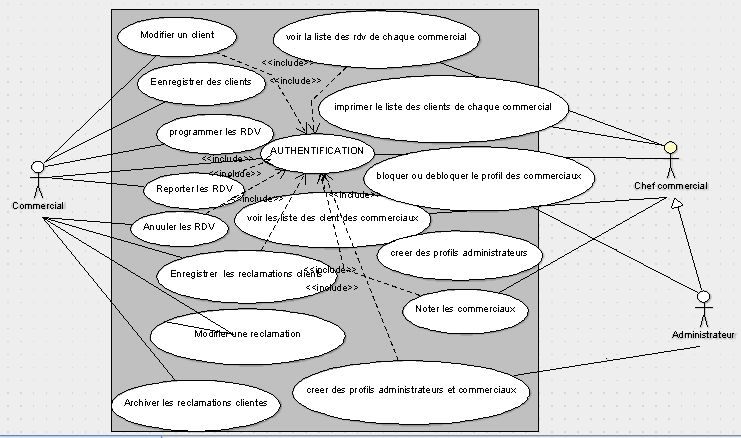 Modifier un client
voir la liste des rdv de chaque commercial
<<include>>
<<include>>
Eenregistrer des clients
imprimer le liste des clients de chaque commercial
programmer les RDV
AUTHENTIFICATION
<<include>>
<<include>>
bloquer ou debloquer le profil des commerciaux
Chef commercial
Reporter les RDV
<<include>>
<<include>>
Commercial
voir les liste des client des commerciaux
Anuuler les RDV
creer des profils administrateurs
Enregistrer les reclamations clients
<<include>>
<<include>>
Noter les commerciaux
Modifier une reclamation
Administrateur
creer des profils administrateurs et commerciaux
Archiver les reclamations clientes